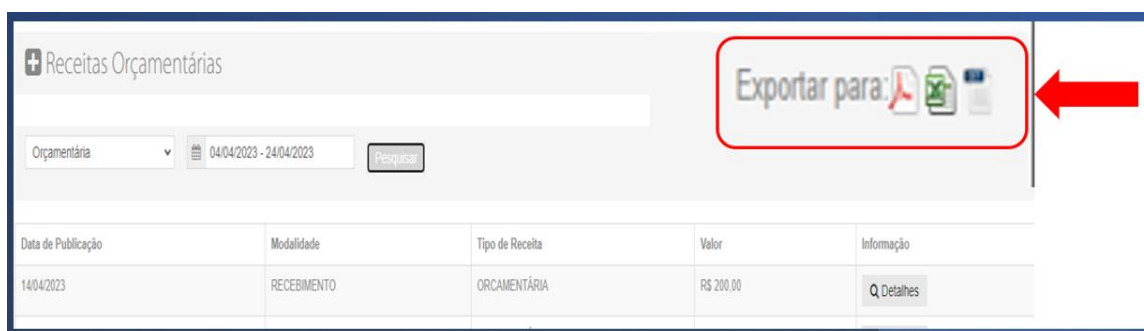 Receitas Orçamentárias
Exportar para:
Orçamentária
04/04/2023 - 24/04/2023
Pesquisar
Data de Publicação Modalidade Tipo de Receita Valor Informação
14/04/2023 RECEBIMENTO ORCAMENTÁRIA R$ 200,00 Detalhes